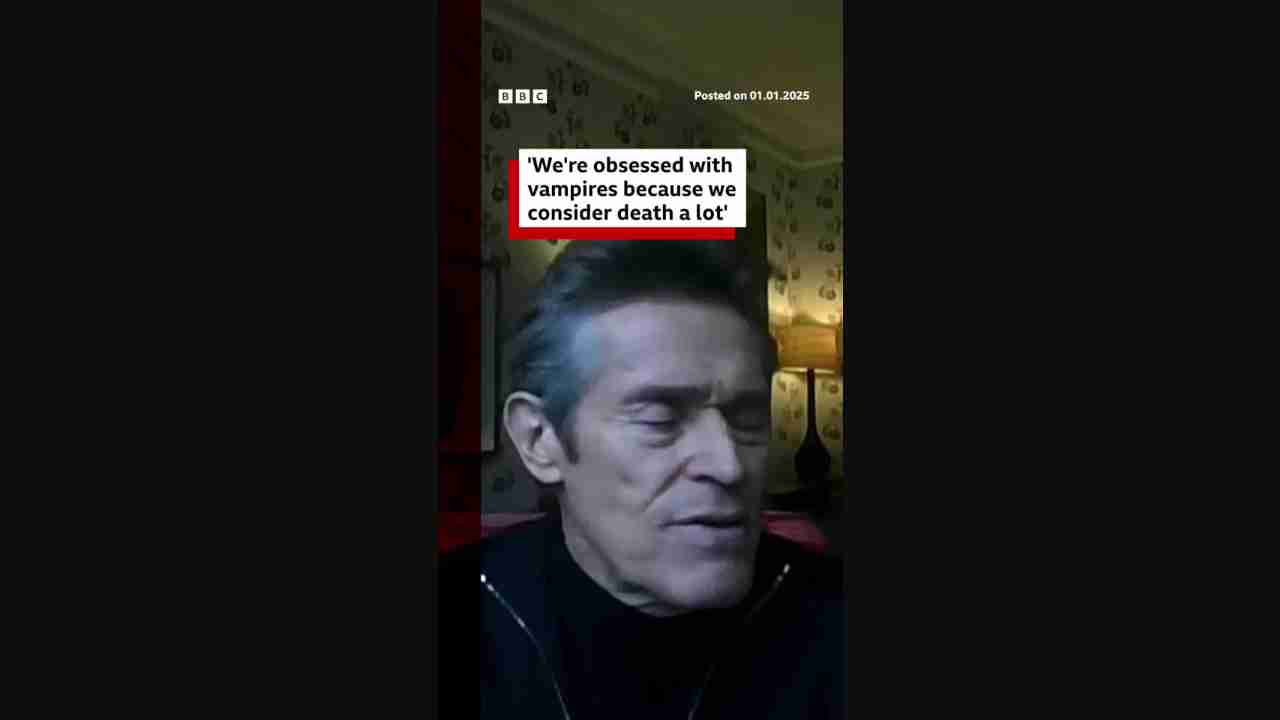 BBC
Posted on 01.01.2025
'We're obsessed with
vampires because we
consider death a lot'